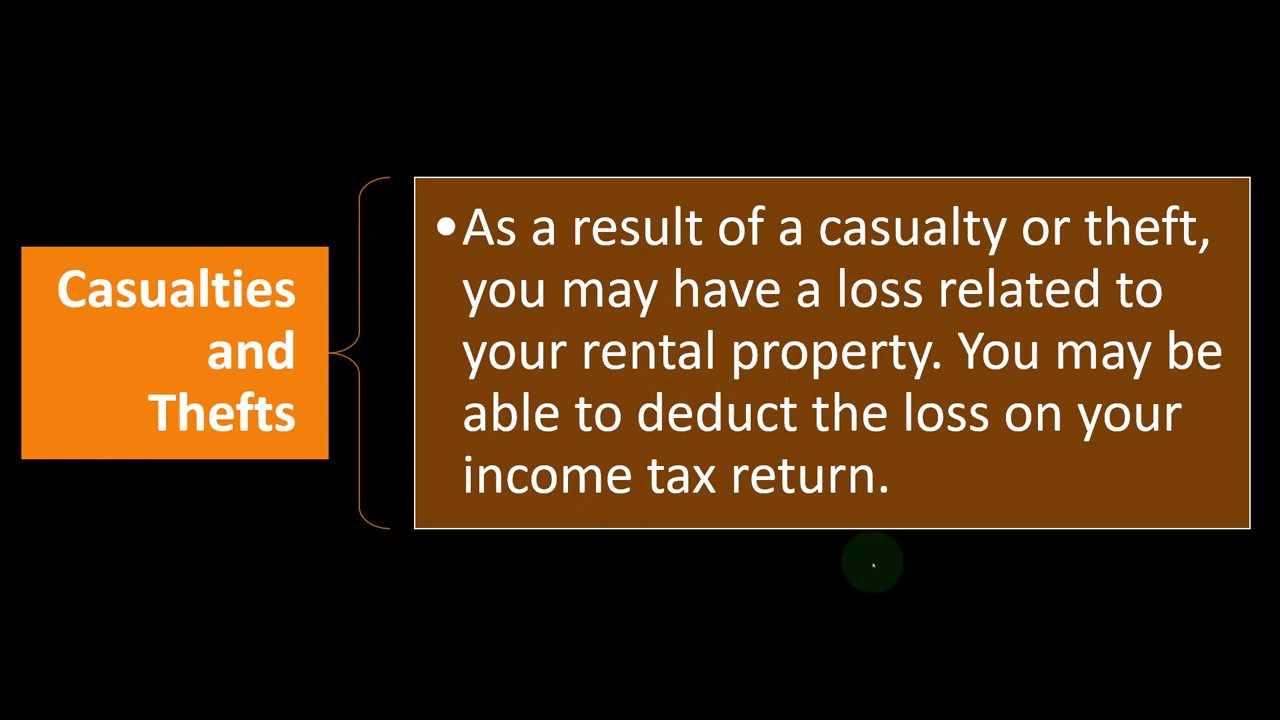 Casualties
and
Thefts
•As a result of a casualty or theft,
you may have a loss related to
your rental property. You may be
able to deduct the loss on your
income tax return.